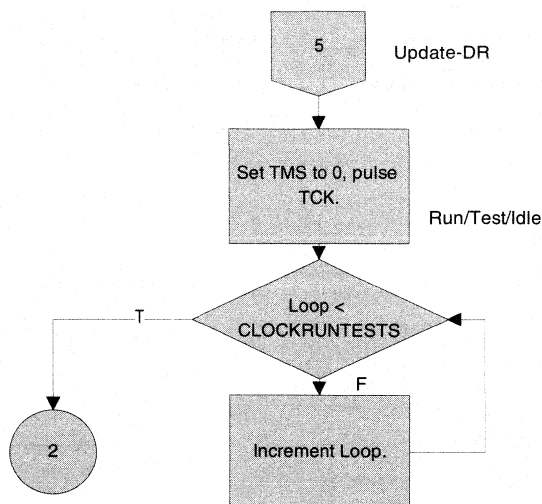 5
Update-DR
Set TMS to 0, pulse
TCK.
Run/Test/Idle
Loop <
CLOCKRUNTESTS
T
F
2
Increment Loop.